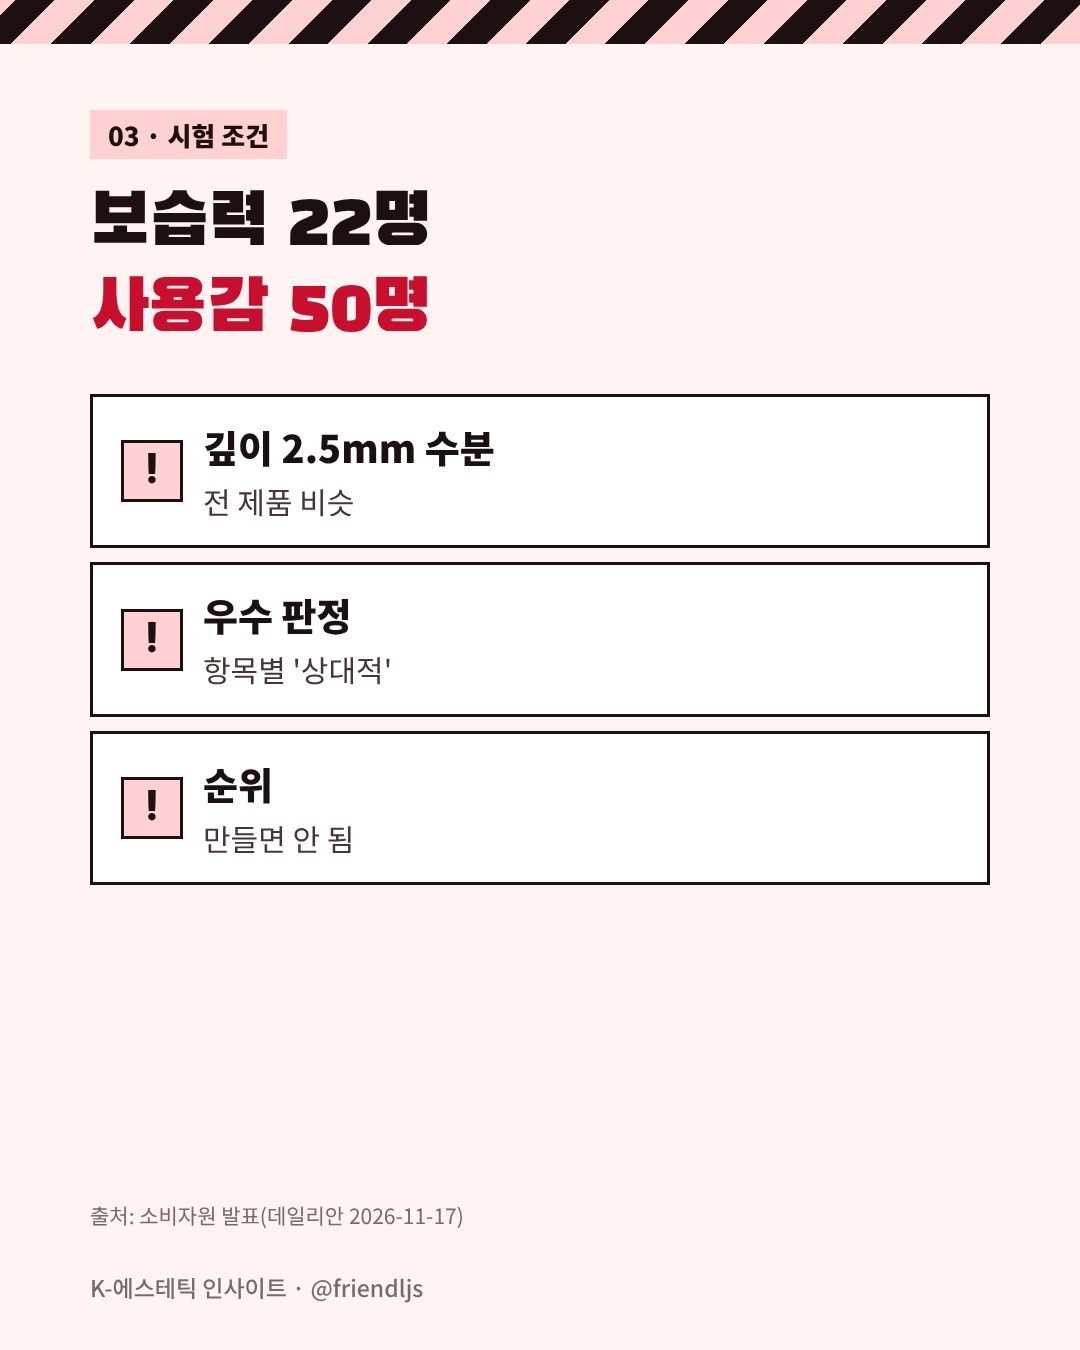 03 · 시험 조건
보습력 22명
사용감 50명
!
깊이 2.5mm 수분
전 제품 비슷
!
우수 판정
항목별 '상대적'
!
순위
만들면 안 됨
출처: 소비자원 발표(데일리안 2026-11-17)
K-에스테틱 인사이트 · @friendljs